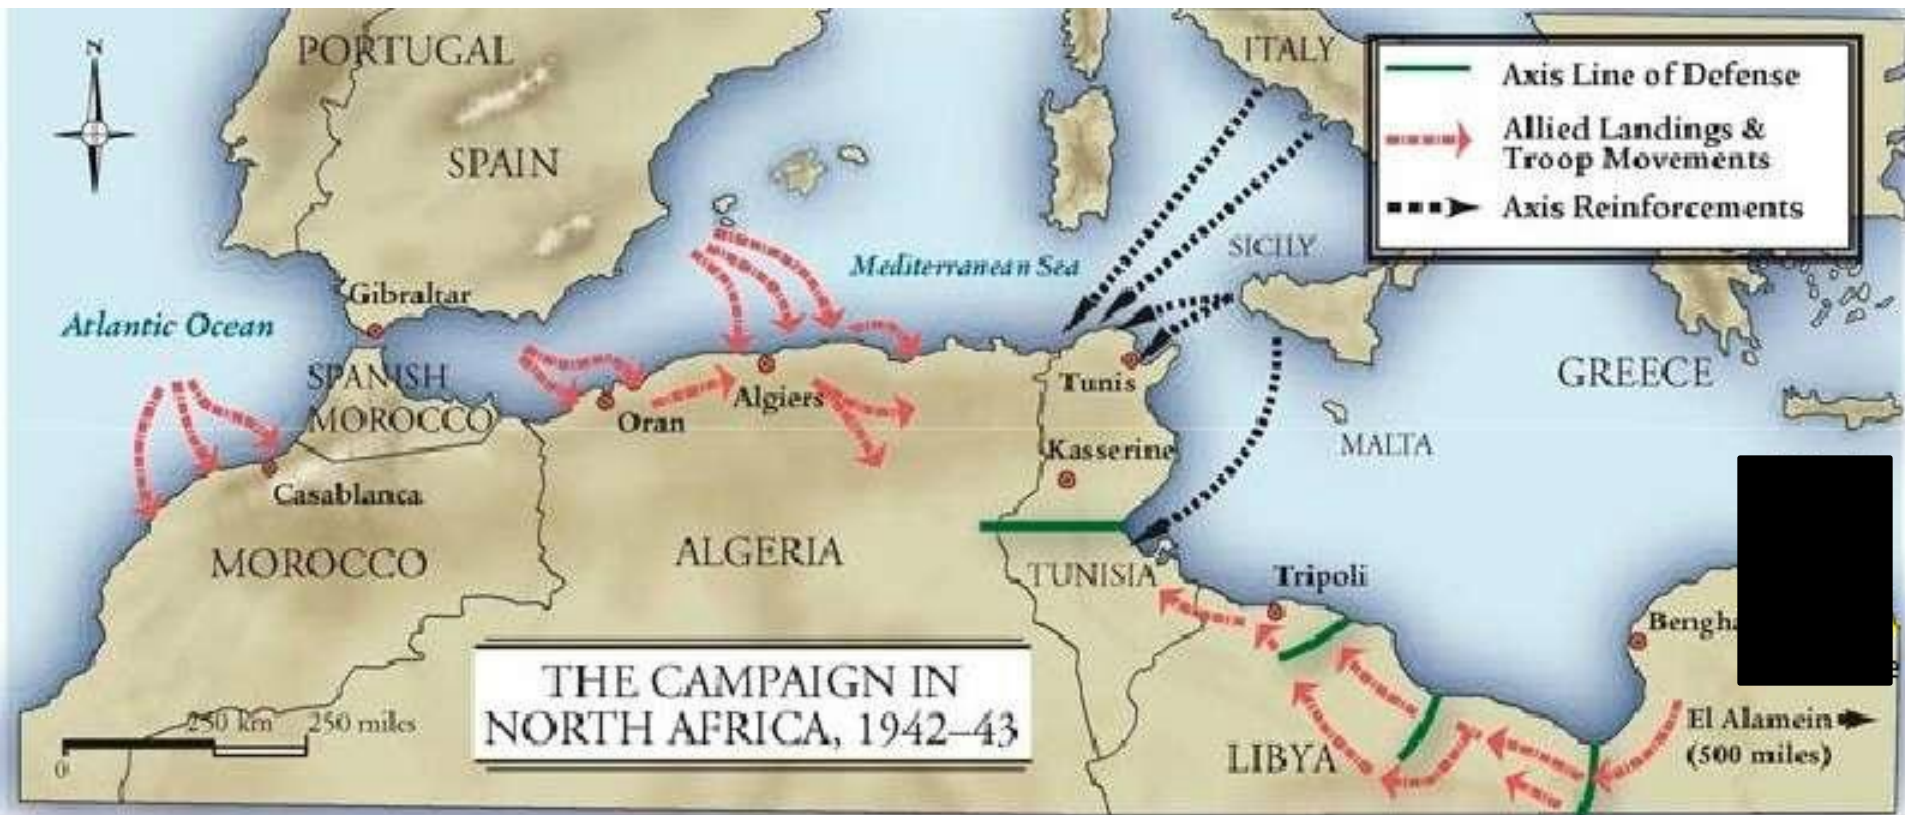 N
PORTUGAL
SPAIN
ITALY
Axis Line of Defense
Allied Landings &
Troop Movements
Axis Reinforcements
SICILY
Mediterranean Sea
Gibraltar
Atlantic Ocean
SPANISH
MOROCCO
GREECE
Tunis
Algiers
Oran
MALTA
Kasserine
Casablanca
MOROCCO
ALGERIA
TUNISIA
Tripoli
Bengha
THE CAMPAIGN IN
NORTH AFRICA, 1942–43
250 km 250 miles
0
LIBYA
El Alamein
(500 miles)